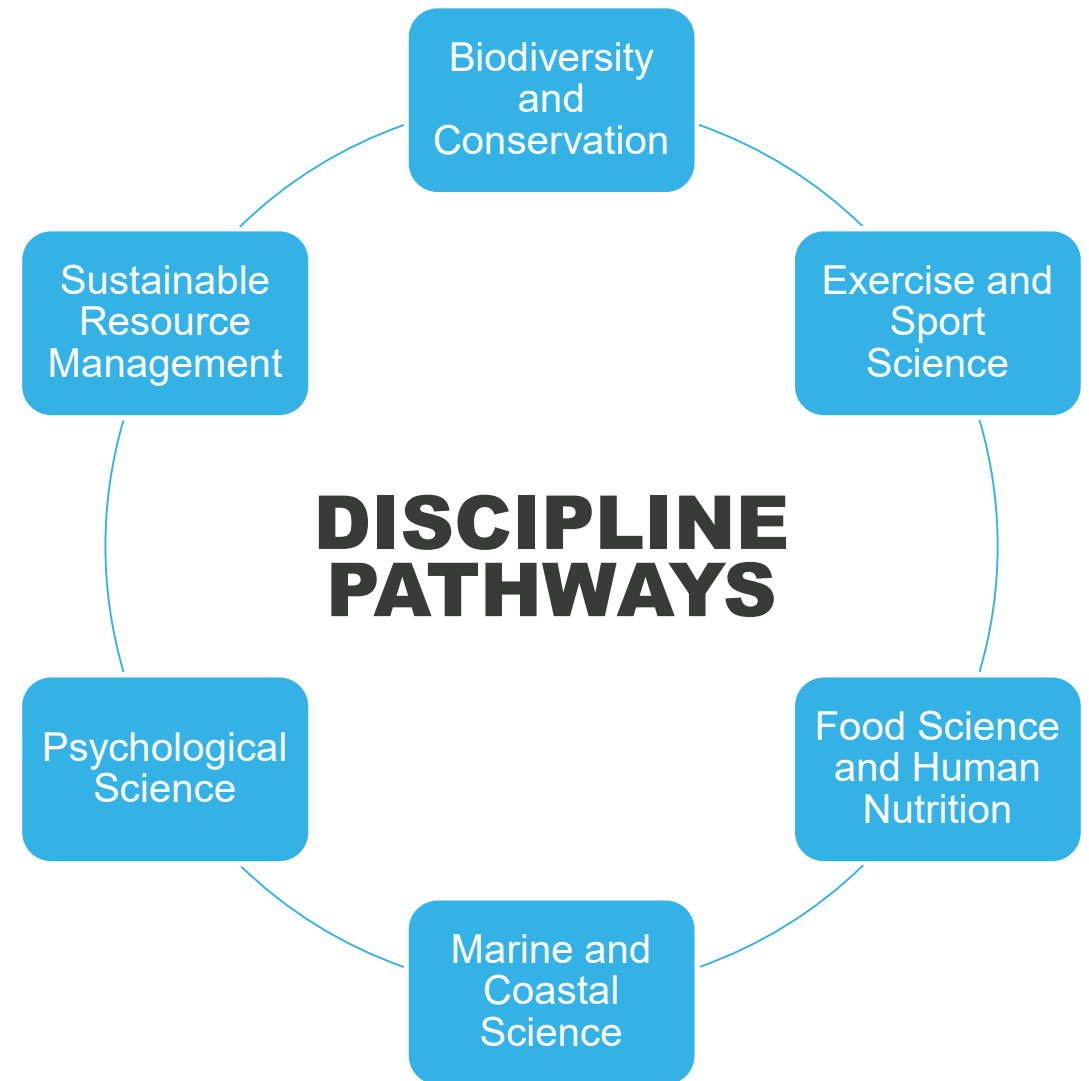 Biodiversity
and
Conservation
Exercise and
Sport
Science
Food Science
and Human
Nutrition
Marine and
Coastal
Science
Psychological
Science
Sustainable
Resource
Management
DISCIPLINE
PATHWAYS